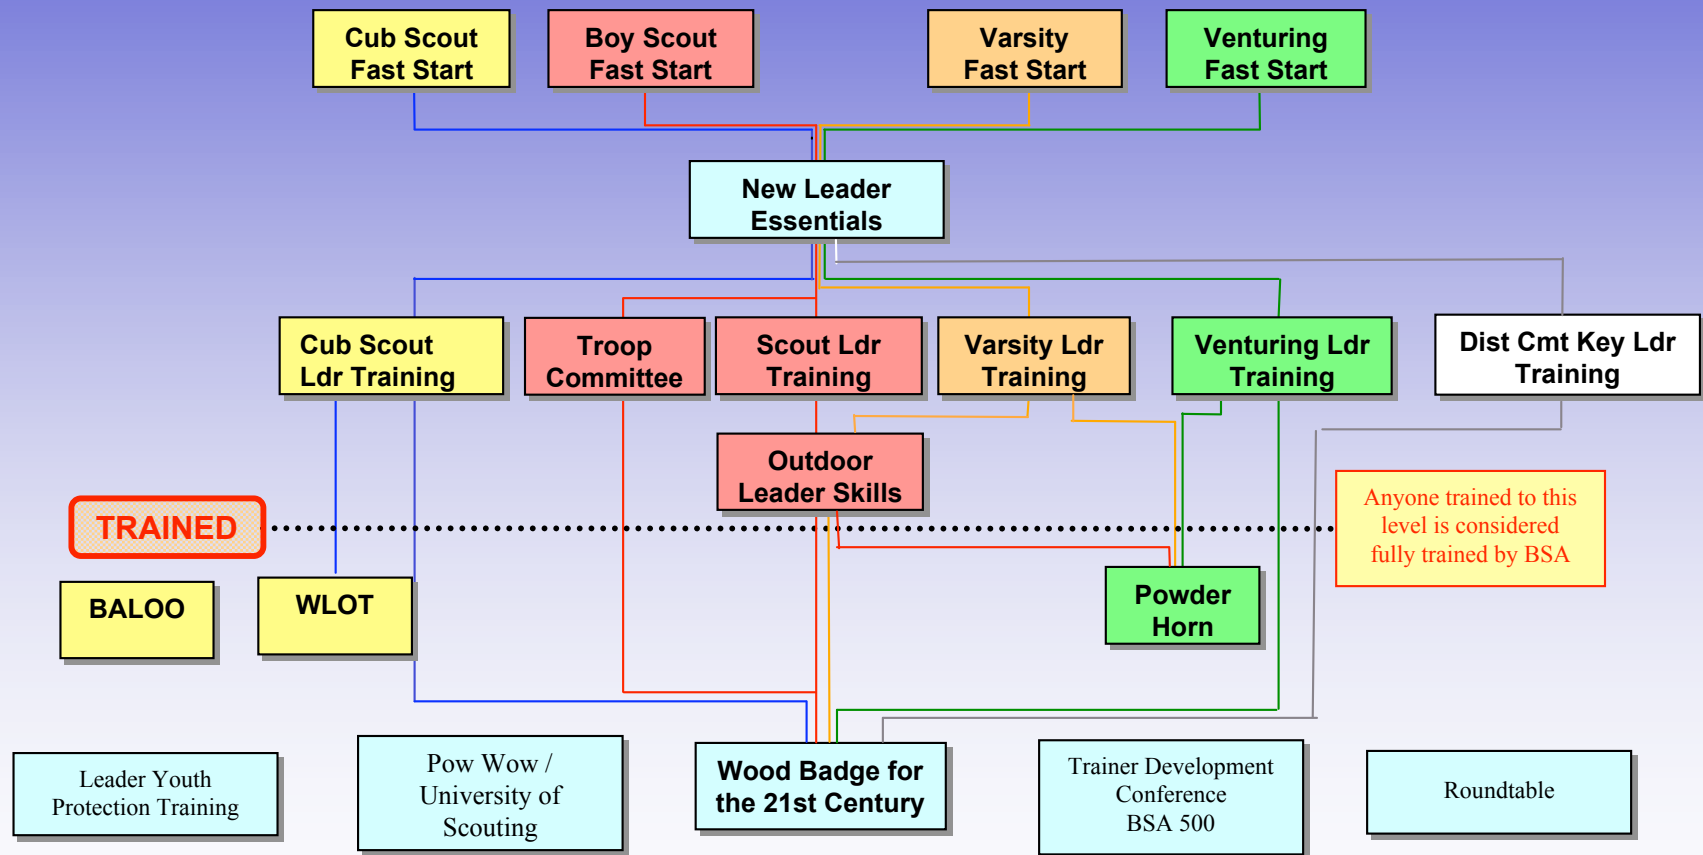 Cub Scout
Fast Start
Boy Scout
Fast Start
Varsity
Fast Start
Venturing
Fast Start
New Leader
Essentials
Cub Scout
Ldr Training
Troop
Committee
Scout Ldr
Training
Varsity Ldr
Training
Venturing Ldr
Training
Dist Cmt Key Ldr
Training
Outdoor
Leader Skills
TRAINED
Anyone trained to this
level is considered
fully trained by BSA
BALOO
WLOT
Powder
Horn
Leader Youth
Protection Training
Pow Wow /
University of
Scouting
Wood Badge for
the 21st Century
Trainer Development
Conference
BSA 500
Roundtable